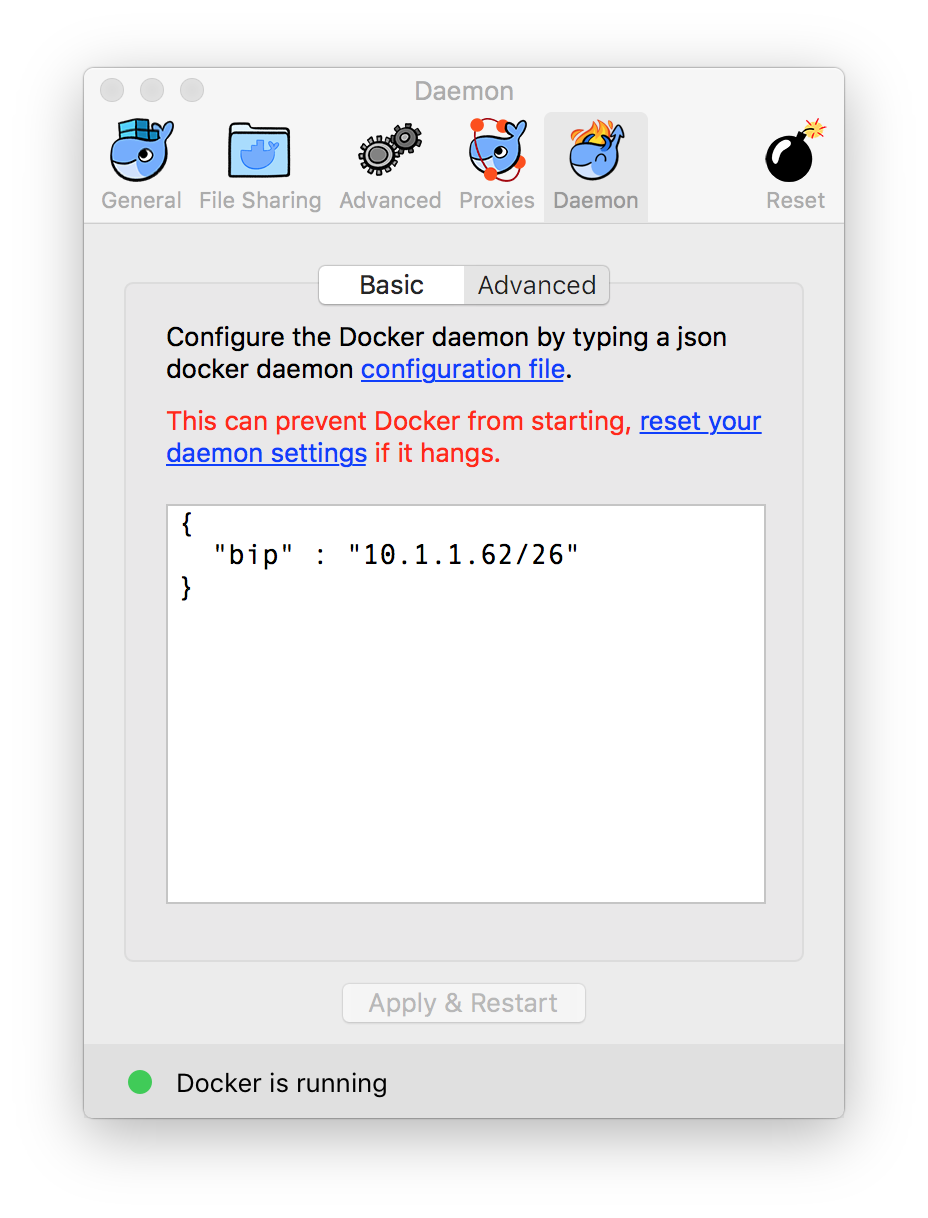 Daemon
General
File Sharing
Advanced
Proxies
Daemon
Reset
Basic
Advanced
Configure the Docker daemon by typing a json
docker daemon configuration file.
This can prevent Docker from starting, reset your
daemon settings if it hangs.
{
  "bip" : "10.1.1.62/26"
}
Apply & Restart
Docker is running